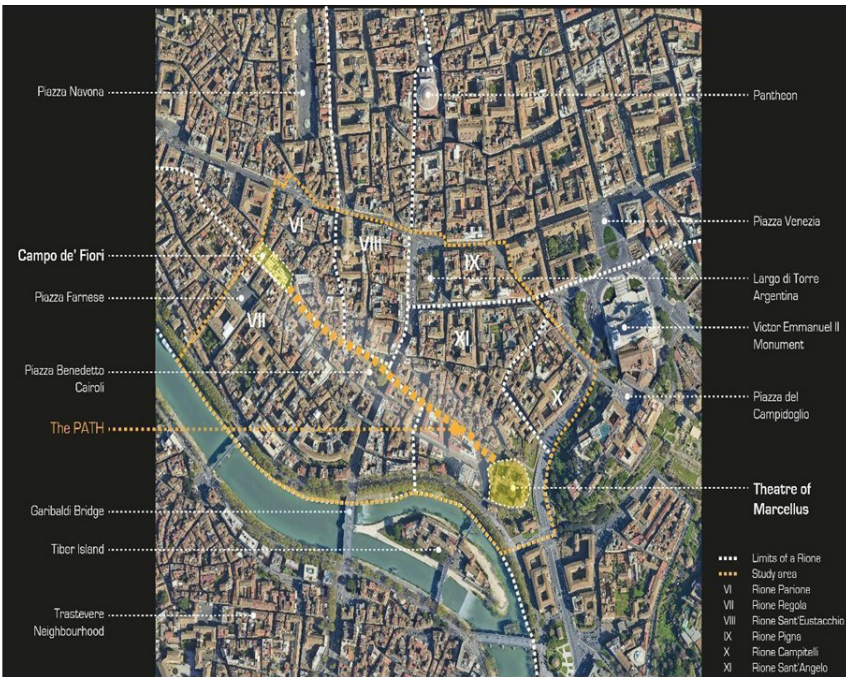 Piazza Navona
Campo de' Fiori
Piazza Farnese
Piazza Benedetto
Cairoli
The PATH
Garibaldi Bridge
Tiber Island
Trastevere
Neighbourhood
VI
VIII
IX
VII
XI
X
Pantheon
Piazza Venezia
Largo di Torre
Argentina
Victor Emmanuel II
Monument
Piazza del
Campidoglio
Theatre of
Marcellus
Limits of a Rione
Study area
VI Rione Parione
VII Rione Regola
VIII Rione Sant'Eustacchio
IX Rione Pigna
X Rione Campitelli
XI Rione Sant'Angelo